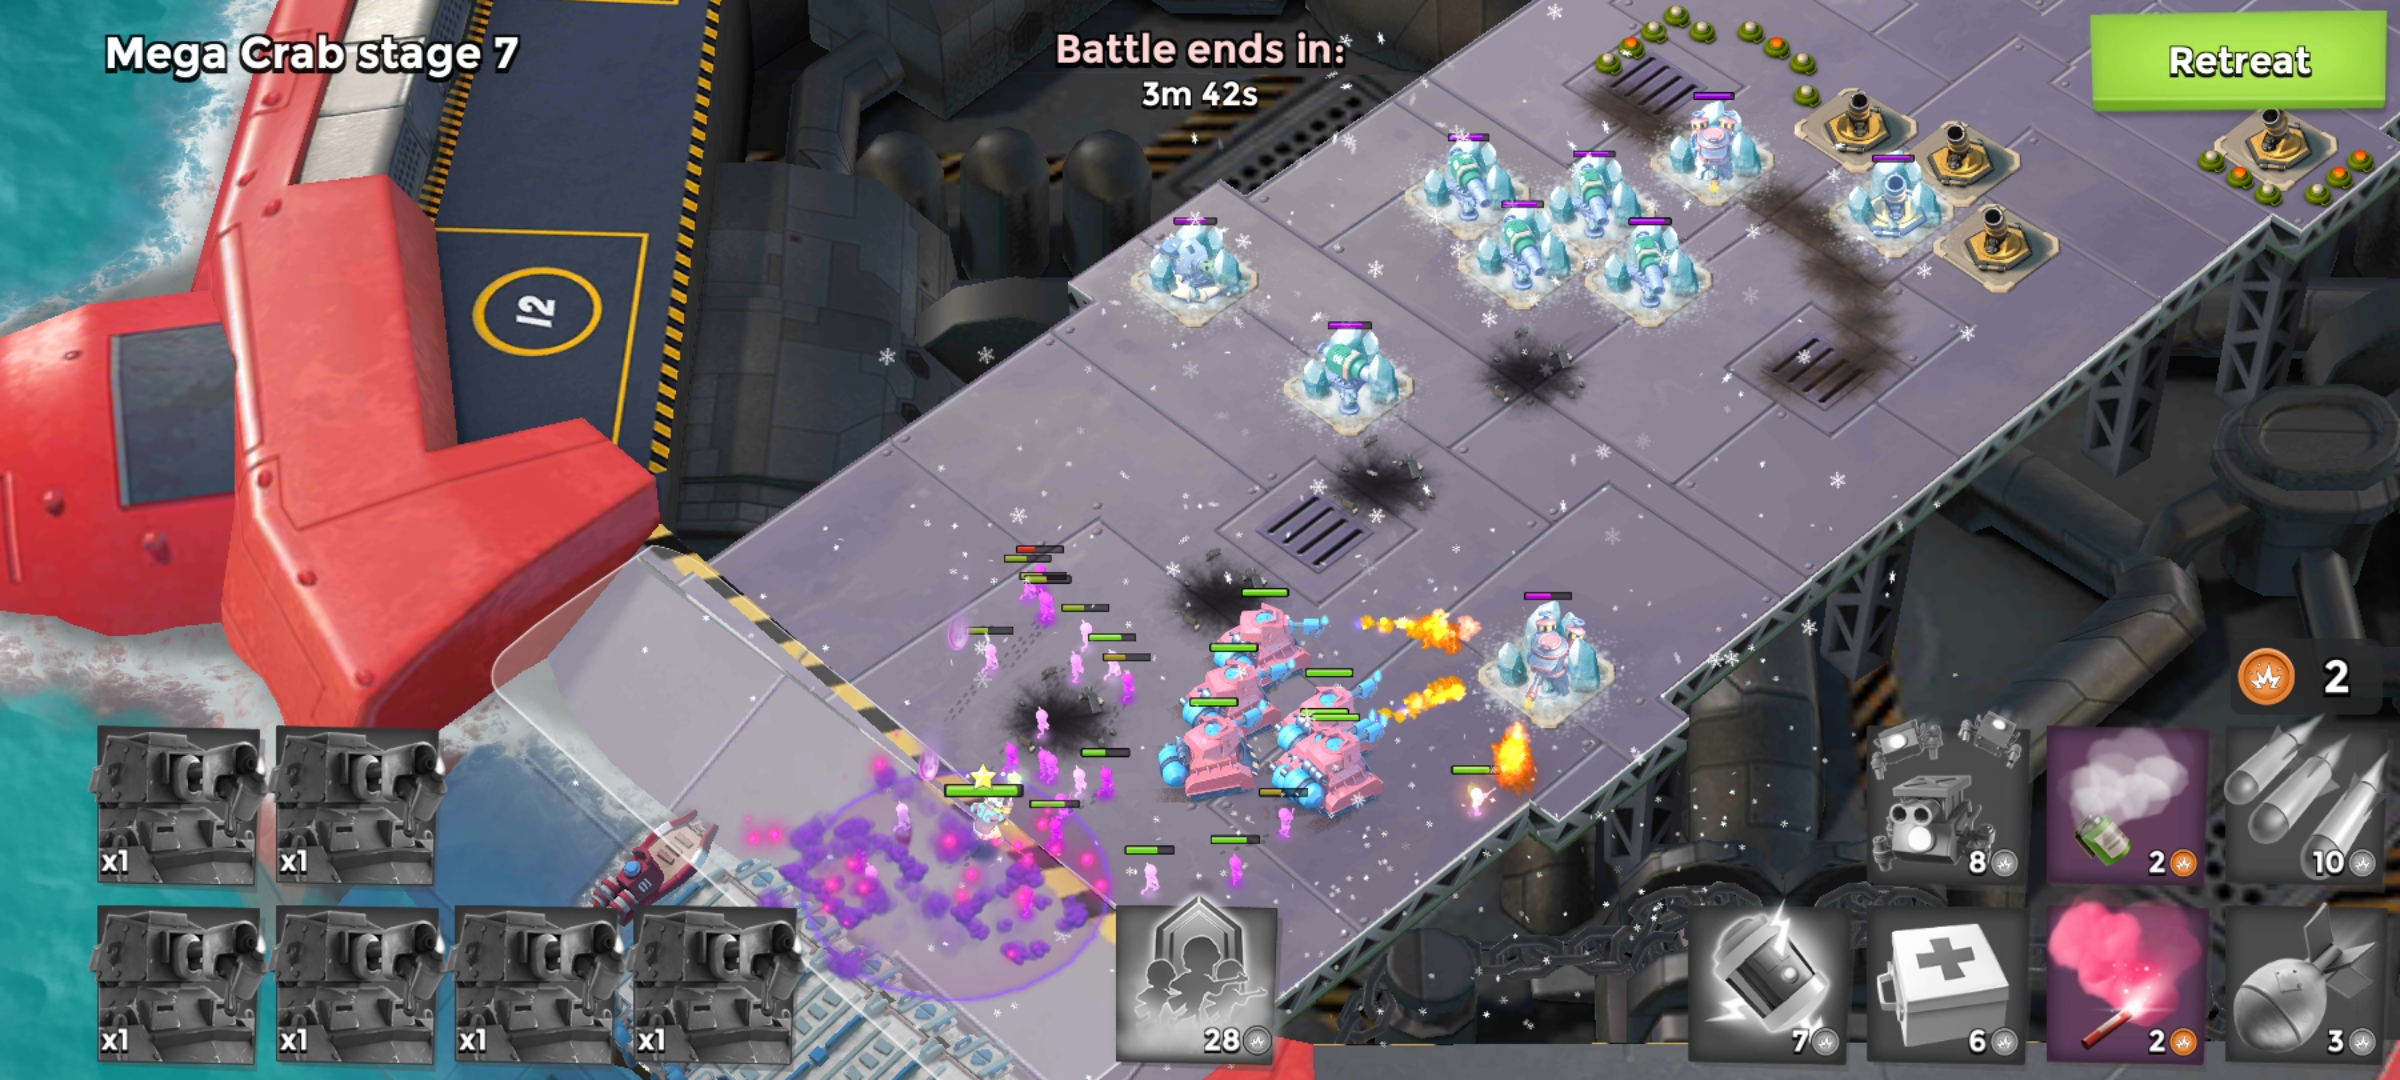 Mega Crab stage 7
Battle ends in:
3m 42s
Retreat
12
2
x1
x1
8
2
10
x1
x1
x1
x1
28
7
6
2
3